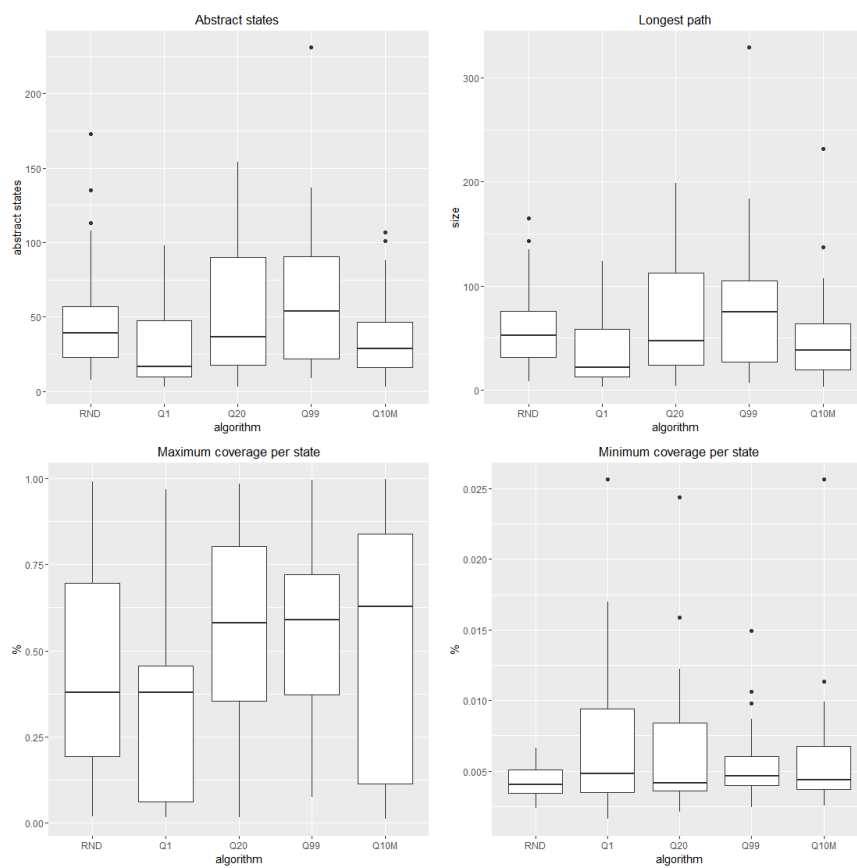 Abstract states
200
150
100
50
0
abstract states
RND Q1 Q20 Q99 Q10M
algorithm
Longest path
300
200
100
0
size
RND Q1 Q20 Q99 Q10M
algorithm
Maximum coverage per state
1.00
0.75
0.50
0.25
0.00
%
RND Q1 Q20 Q99 Q10M
algorithm
Minimum coverage per state
0.025
0.020
0.015
0.010
0.005
%
RND Q1 Q20 Q99 Q10M
algorithm